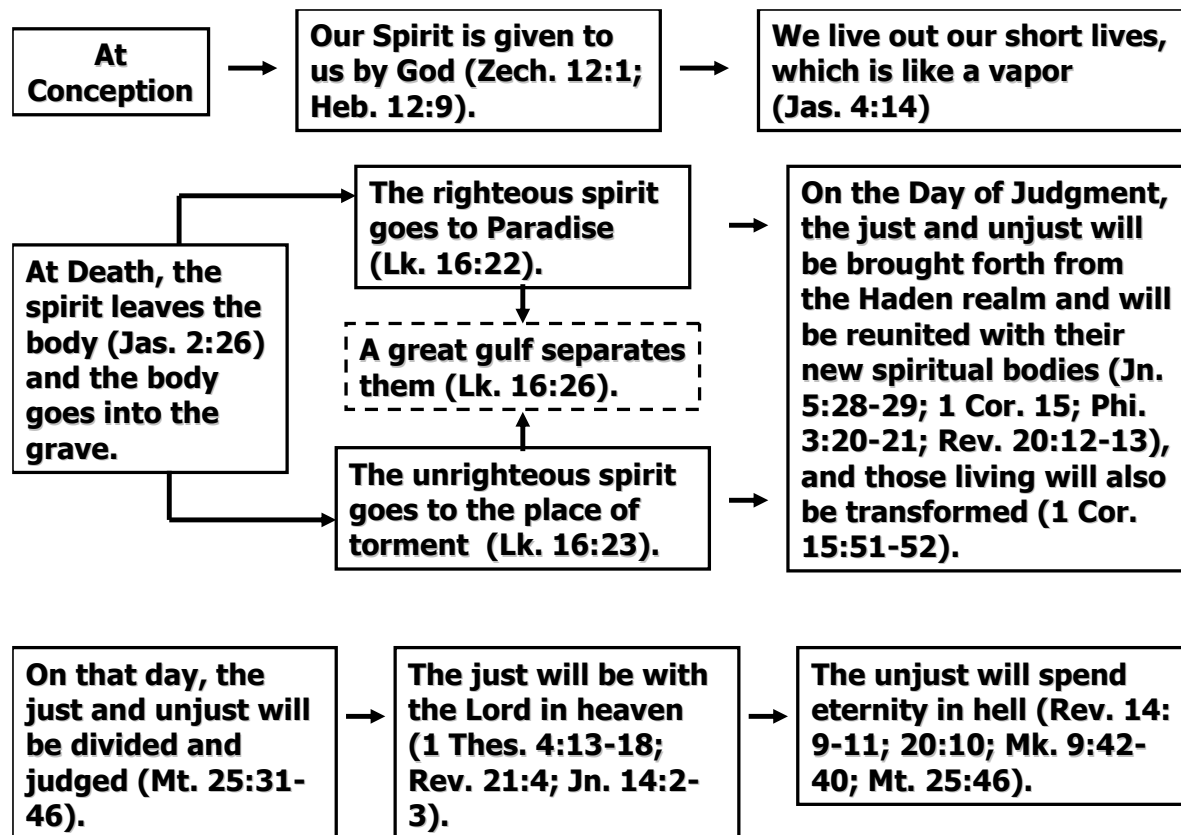 At
Conception
Our Spirit is given to
us by God (Zech. 12:1;
Heb. 12:9).
We live out our short lives,
which is like a vapor
(Jas. 4:14)
At Death, the
spirit leaves the
body (Jas. 2:26)
and the body
goes into the
grave.
The righteous spirit
goes to Paradise
(Lk. 16:22).
A great gulf separates
them (Lk. 16:26).
The unrighteous spirit
goes to the place of
torment (Lk. 16:23).
On the Day of Judgment,
the just and unjust will
be brought forth from
the Haden realm and will
be reunited with their
new spiritual bodies (Jn.
5:28-29; 1 Cor. 15; Phi.
3:20-21; Rev. 20:12-13),
and those living will also
be transformed (1 Cor.
15:51-52).
On that day, the
just and unjust will
be divided and
judged (Mt. 25:31-
46).
The just will be with
the Lord in heaven
(1 Thes. 4:13-18;
Rev. 21:4; Jn. 14:2-
3).
The unjust will spend
eternity in hell (Rev. 14:
9-11; 20:10; Mk. 9:42-
40; Mt. 25:46).